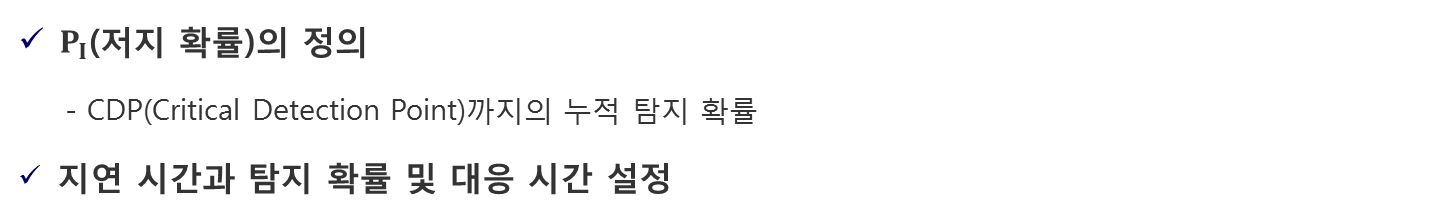 ✓ P_I(저지 확률)의 정의
- CDP(Critical Detection Point)까지의 누적 탐지 확률
✓ 지연 시간과 탐지 확률 및 대응 시간 설정